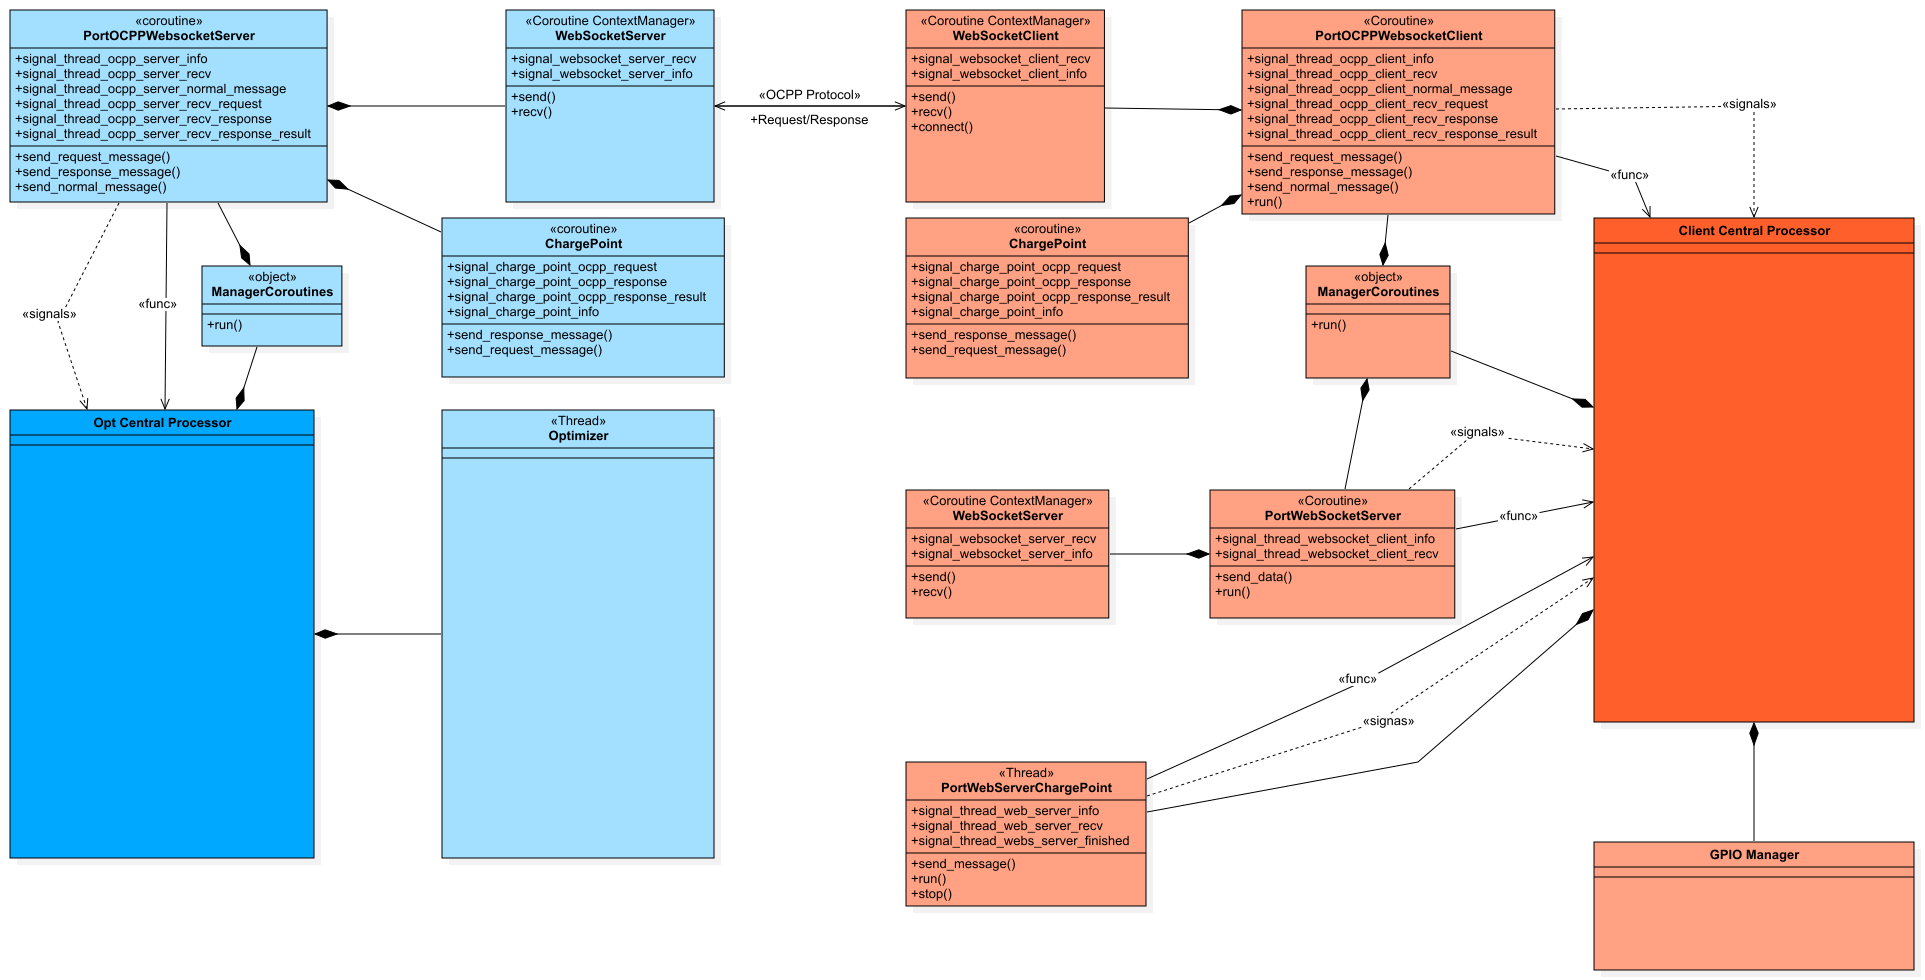 «coroutine»
PortOCPPWebsocketServer
+signal_thread_ocpp_server_info
+signal_thread_ocpp_server_recv
+signal_thread_ocpp_server_normal_message
+signal_thread_ocpp_server_recv_request
+signal_thread_ocpp_server_recv_response
+signal_thread_ocpp_server_recv_response_result
+send_request_message()
+send_response_message()
+send_normal_message()
«Coroutine ContextManager»
WebSocketServer
+signal_websocket_server_recv
+signal_websocket_server_info
+send()
+recv()
«OCPP Protocol»
+Request/Response
«Coroutine ContextManager»
WebSocketClient
+signal_websocket_client_recv
+signal_websocket_client_info
+send()
+recv()
+connect()
«Coroutine»
PortOCPPWebsocketClient
+signal_thread_ocpp_client_info
+signal_thread_ocpp_client_recv
+signal_thread_ocpp_client_normal_message
+signal_thread_ocpp_client_recv_request
+signal_thread_ocpp_client_recv_response
+signal_thread_ocpp_client_recv_response_result
+send_request_message()
+send_response_message()
+send_normal_message()
+run()
«signals»
«func»
«signals»
«func»
«object»
ManagerCoroutines
+run()
«coroutine»
ChargePoint
+signal_charge_point_ocpp_request
+signal_charge_point_ocpp_response
+signal_charge_point_ocpp_response_result
+signal_charge_point_info
+send_response_message()
+send_request_message()
«coroutine»
ChargePoint
+signal_charge_point_ocpp_request
+signal_charge_point_ocpp_response
+signal_charge_point_ocpp_response_result
+signal_charge_point_info
+send_response_message()
+send_request_message()
«object»
ManagerCoroutines
+run()
Client Central Processor
Opt Central Processor
«Thread»
Optimizer
«signals»
«func»
«Coroutine ContextManager»
WebSocketServer
+signal_websocket_server_recv
+signal_websocket_server_info
+send()
+recv()
«Coroutine»
PortWebSocketServer
+signal_thread_websocket_client_info
+signal_thread_websocket_client_recv
+send_data()
+run()
«func»
«signas»
«Thread»
PortWebServerChargePoint
+signal_thread_web_server_info
+signal_thread_web_server_recv
+signal_thread_webs_server_finished
+send_message()
+run()
+stop()
GPIO Manager